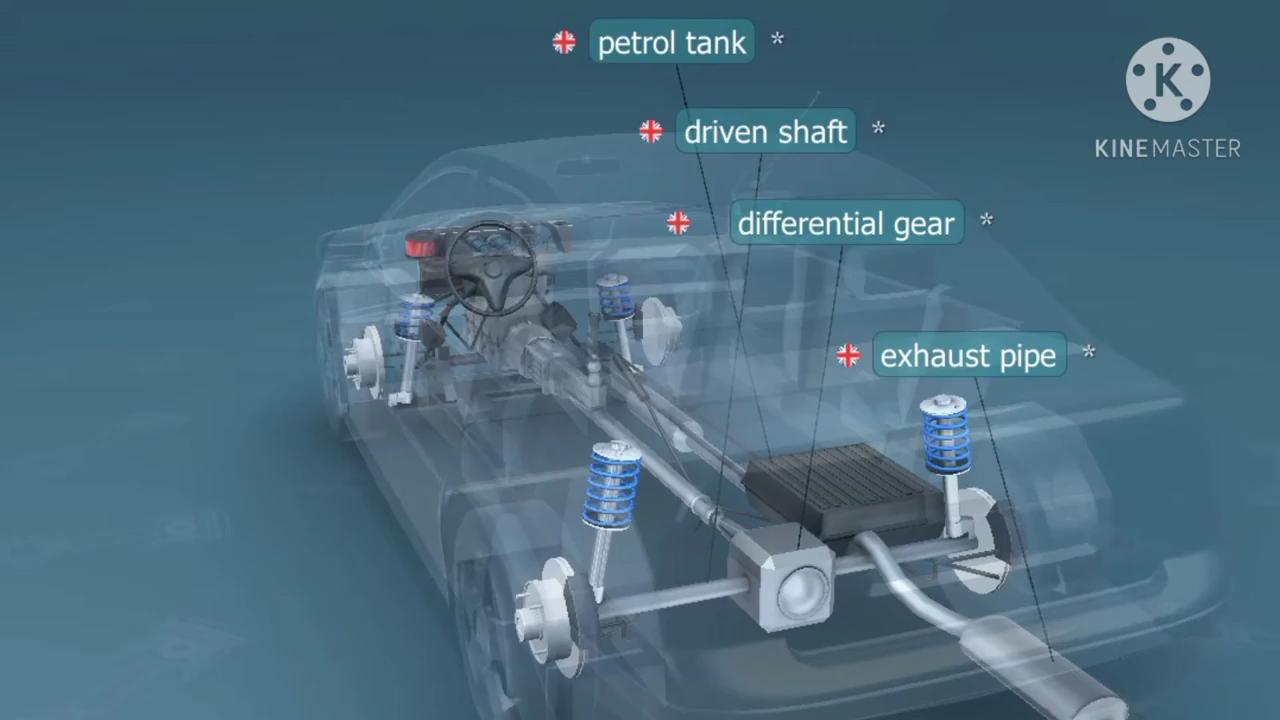 petrol tank *
K
KINEMASTER
driven shaft *
differential gear *
exhaust pipe *